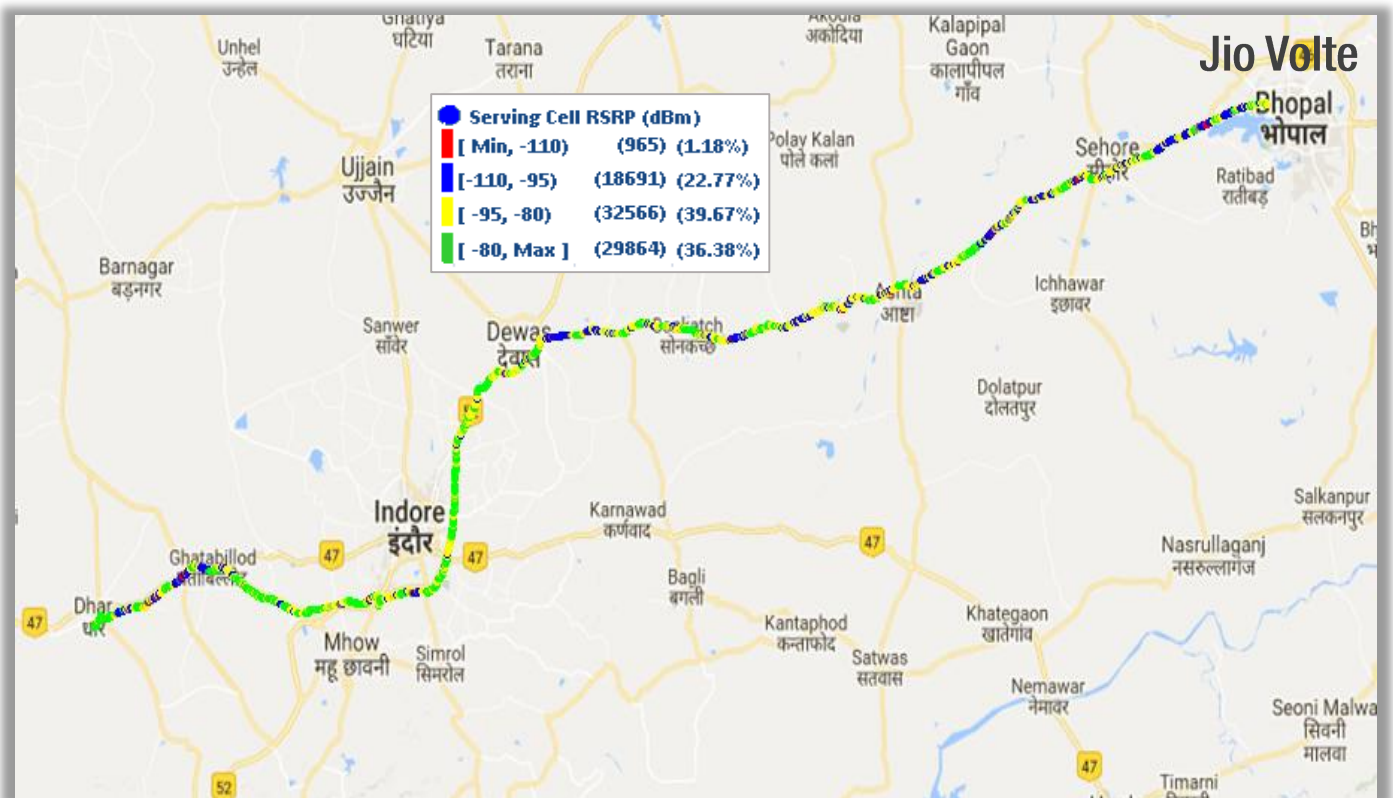 Jio Volte
Ghatiya
घटिया
Unhel
उन्हेल
Tarana
तराना
Akodia
अकोदिया
Kalapipal
Gaon
कालापीपल
गाँव
Bhopal
भोपाल
Serving Cell RSRP (dBm)
[ Min, -110) (965) (1.18%)
[-110, -95) (18691) (22.77%)
[ -95, -80) (32566) (39.67%)
[ -80, Max ] (29864) (36.38%)
Polay Kalan
पोले कलां
Sehore
सीहोर
Ujjain
उज्जैन
Ratibad
रातीबड़
Barnagar
बड़नगर
Ichhawar
इछावर
Ashta
आष्टा
Sanwer
साँवेर
Dewas
देवास
सोनकच्छ
Dolatpur
दोलतपुर
Indore
इंदौर
Karnawad
कर्णवाद
Salkanpur
सलकनपुर
47
47
47
Nasrullaganj
नसरुल्लागंज
Ghatabillod
Bagli
बगली
Dhar
धार
47
Khategaon
खातेगांव
Kantaphod
कन्ताफोद
Mhow
महू छावनी
Simrol
सिमरोल
Satwas
सतवास
Nemawar
नेमावर
Seoni Malwa
सिवनी
मालवा
47
52
Timarni